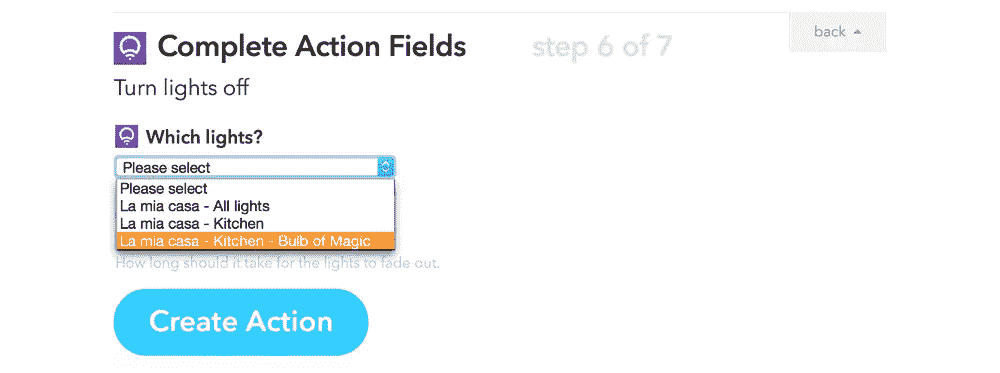 Complete Action Fields step 6 of 7 back
Turn lights off
Which lights?
Please select
Please select
La mia casa - All lights
La mia casa - Kitchen
La mia casa - Kitchen - Bulb of Magic
How long should it take for the lights to fade out.
Create Action